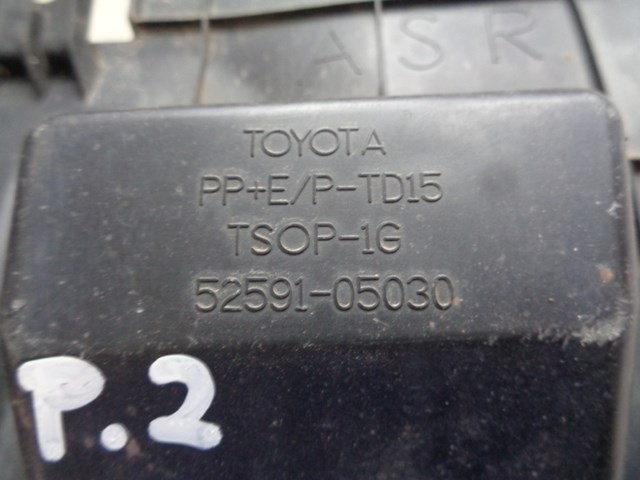 ASR
TOYOTA
PP+E/P-TD15
TSOP-1G
52591-05030
P.2